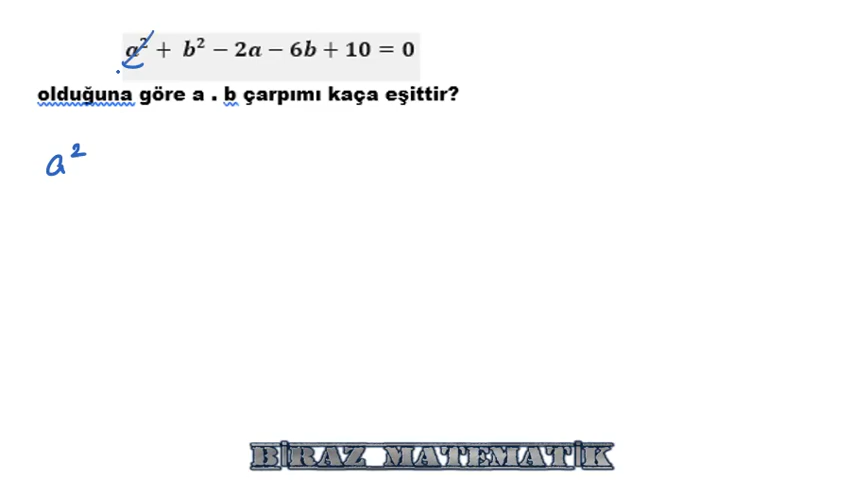 a² + b² − 2a − 6b + 10 = 0
olduğuna göre a . b çarpımı kaça eşittir?
a²
BİRAZ MATEMATİK